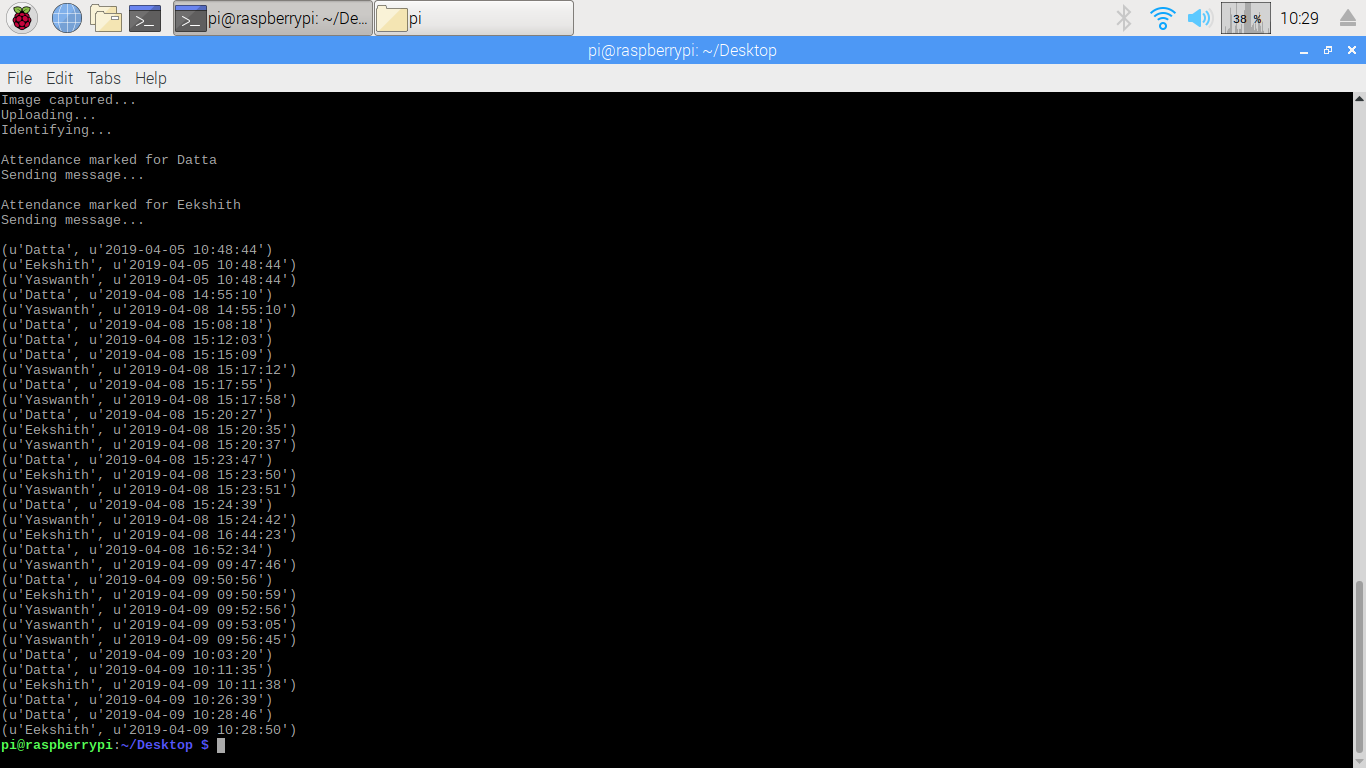 pi@raspberrypi: ~/De...
pi
38 %
10:29
pi@raspberrypi: ~/Desktop
File Edit Tabs Help
Image captured...
Uploading...
Identifying...
Attendance marked for Datta
Sending message...
Attendance marked for Eekshith
Sending message...
(u'Datta', u'2019-04-05 10:48:44')
(u'Eekshith', u'2019-04-05 10:48:44')
(u'Yaswanth', u'2019-04-05 10:48:44')
(u'Datta', u'2019-04-08 14:55:10')
(u'Yaswanth', u'2019-04-08 14:55:10')
(u'Datta', u'2019-04-08 15:08:18')
(u'Datta', u'2019-04-08 15:12:03')
(u'Datta', u'2019-04-08 15:15:09')
(u'Yaswanth', u'2019-04-08 15:17:12')
(u'Datta', u'2019-04-08 15:17:55')
(u'Yaswanth', u'2019-04-08 15:17:58')
(u'Datta', u'2019-04-08 15:20:27')
(u'Eekshith', u'2019-04-08 15:20:35')
(u'Yaswanth', u'2019-04-08 15:20:37')
(u'Datta', u'2019-04-08 15:23:47')
(u'Eekshith', u'2019-04-08 15:23:50')
(u'Yaswanth', u'2019-04-08 15:23:51')
(u'Datta', u'2019-04-08 15:24:39')
(u'Yaswanth', u'2019-04-08 15:24:42')
(u'Eekshith', u'2019-04-08 16:44:23')
(u'Datta', u'2019-04-08 16:52:34')
(u'Yaswanth', u'2019-04-09 09:47:46')
(u'Datta', u'2019-04-09 09:50:56')
(u'Eekshith', u'2019-04-09 09:50:59')
(u'Yaswanth', u'2019-04-09 09:52:56')
(u'Yaswanth', u'2019-04-09 09:53:05')
(u'Yaswanth', u'2019-04-09 09:56:45')
(u'Datta', u'2019-04-09 10:03:20')
(u'Datta', u'2019-04-09 10:11:35')
(u'Eekshith', u'2019-04-09 10:11:38')
(u'Datta', u'2019-04-09 10:26:39')
(u'Datta', u'2019-04-09 10:28:46')
(u'Eekshith', u'2019-04-09 10:28:50')
pi@raspberrypi:~/Desktop $